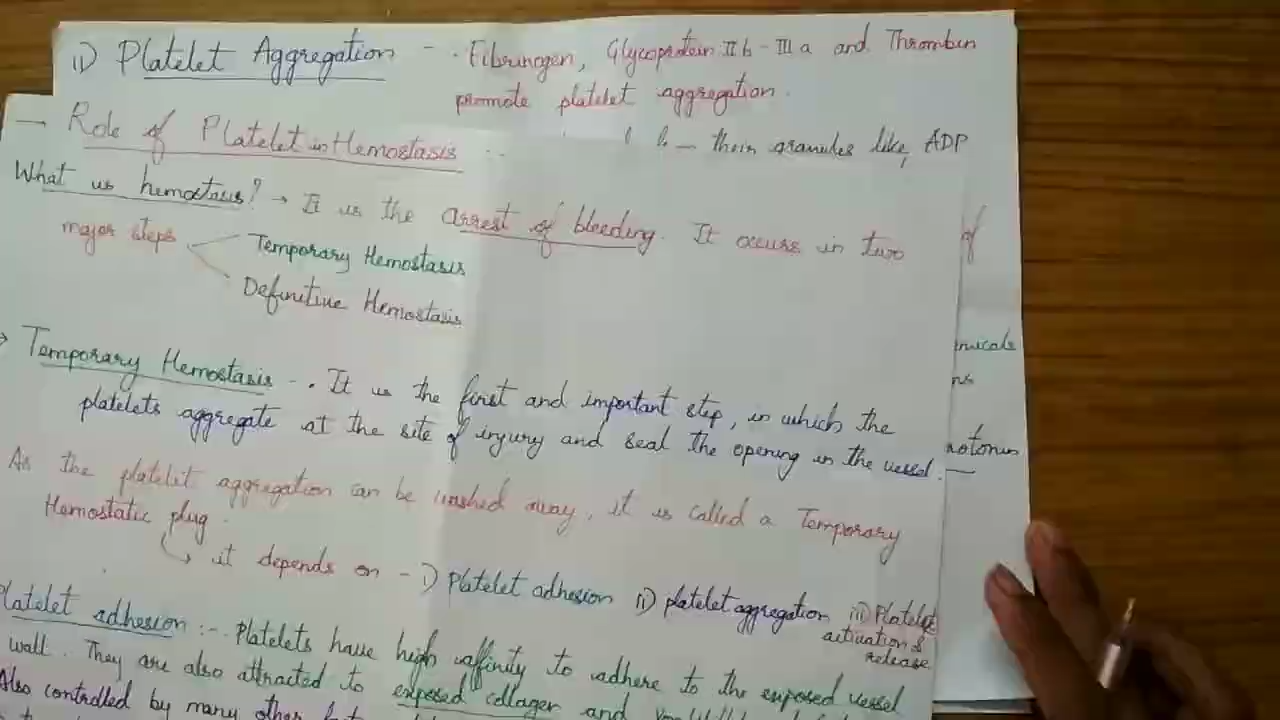 ii) Platelet Aggregation - • Fibrinogen, Glycoprotein IIb - IIIa and Thrombin
promote platelet aggregation.
their granules like, ADP
→ Role of Platelet in Hemostasis
What is hemostasis? → It is the arrest of bleeding. It occurs in two
major steps
Temporary Hemostasis
Definitive Hemostasis
of
→ Temporary Hemostasis - • It is the first and important step, in which the
platelets aggregate at the site of injury and seal the opening in the vessel.
As the platelet aggregation can be washed away, it is called a Temporary
Hemostatic plug.
↳ it depends on - i) Platelet adhesion ii) platelet aggregation iii) Platelet
activation &
release
Platelet adhesion :- • Platelets have high affinity to adhere to the exposed vessel
wall. They are also attracted to exposed collagen and
Also controlled by many other